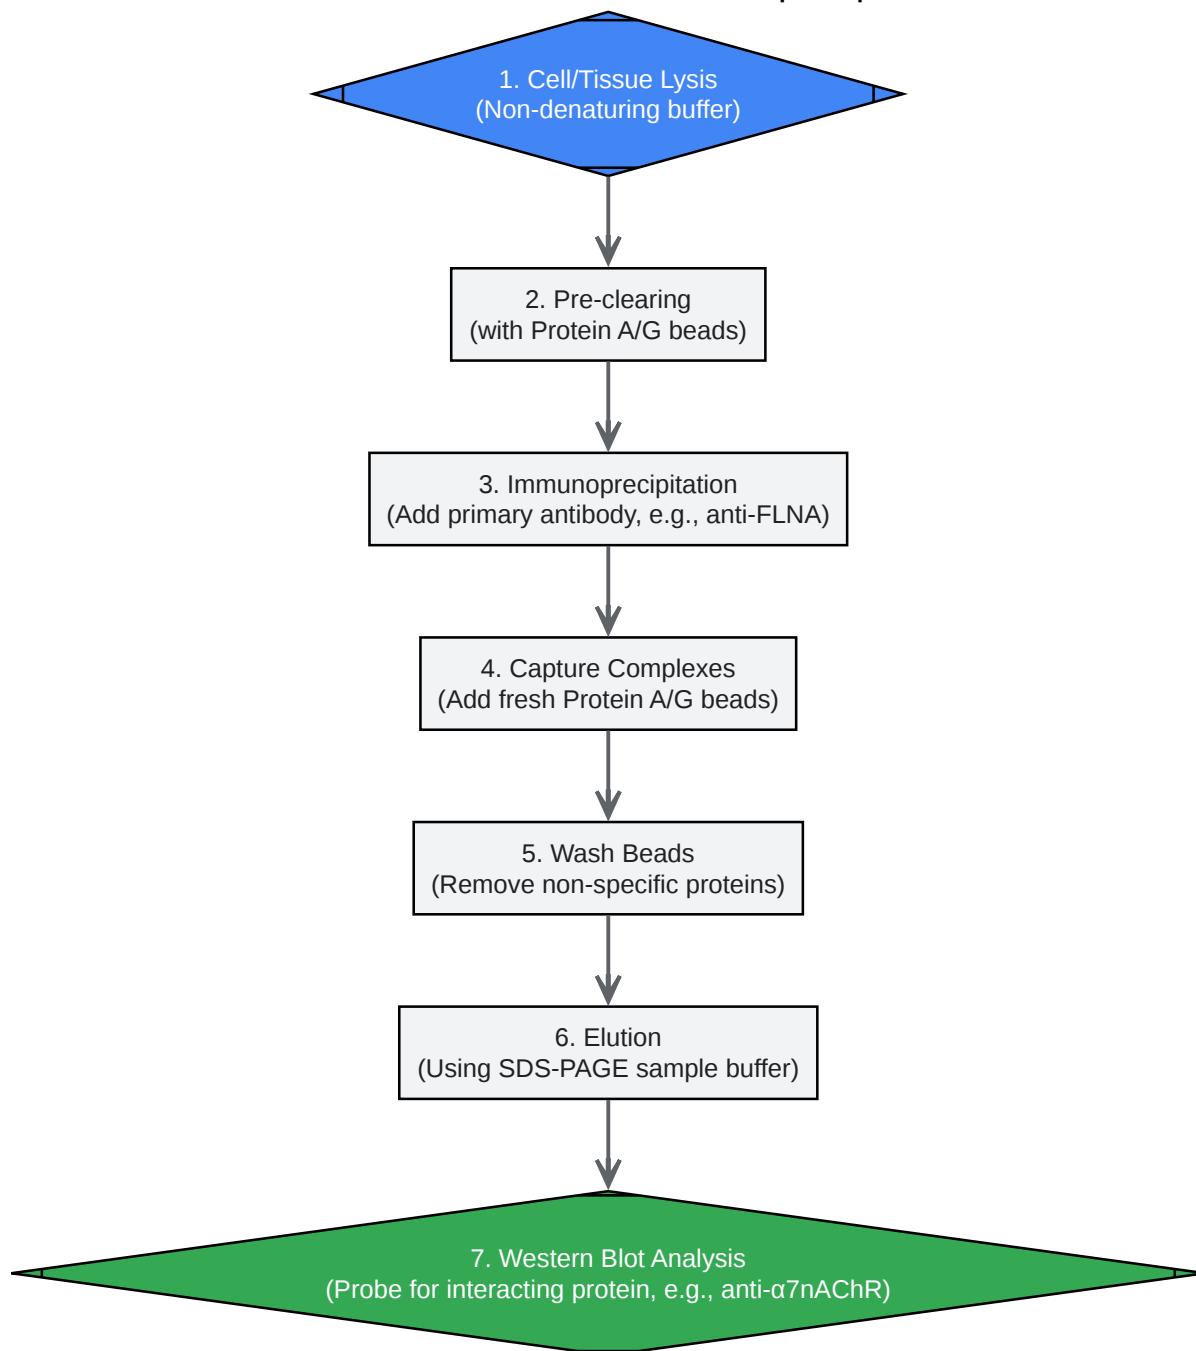 1. Cell/Tissue Lysis
(Non-denaturing buffer)
2. Pre-clearing
(with Protein A/G beads)
3. Immunoprecipitation
(Add primary antibody, e.g., anti-FLNA)
4. Capture Complexes
(Add fresh Protein A/G beads)
5. Wash Beads
(Remove non-specific proteins)
6. Elution
(Using SDS-PAGE sample buffer)
7. Western Blot Analysis
(Probe for interacting protein, e.g., anti-α7nAChR)